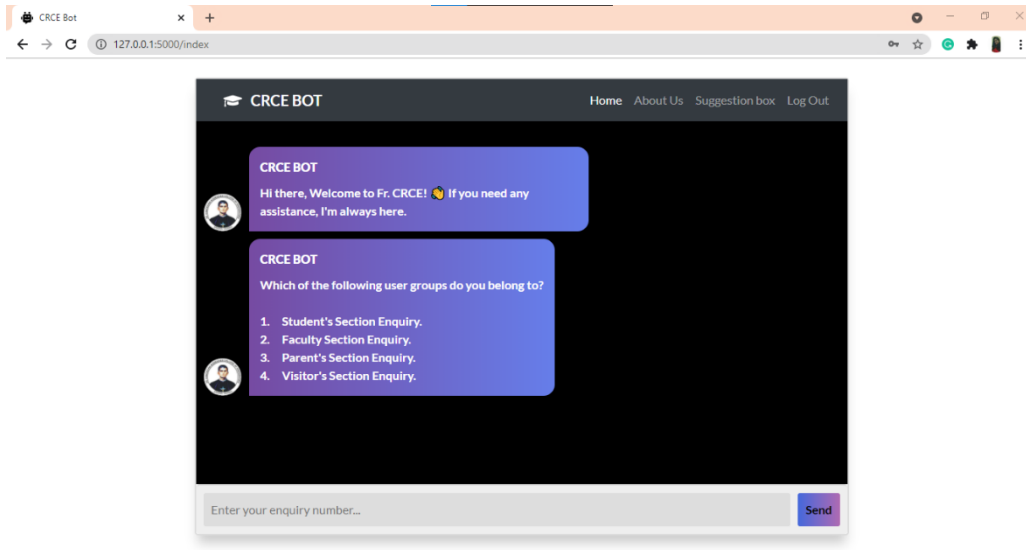 CRCE Bot
127.0.0.1:5000/index
CRCE BOT
Home About Us Suggestion box Log Out
CRCE BOT
Hi there, Welcome to Fr. CRCE! 👋 If you need any
assistance, I'm always here.
CRCE BOT
Which of the following user groups do you belong to?
1. Student's Section Enquiry.
2. Faculty Section Enquiry.
3. Parent's Section Enquiry.
4. Visitor's Section Enquiry.
Enter your enquiry number...
Send